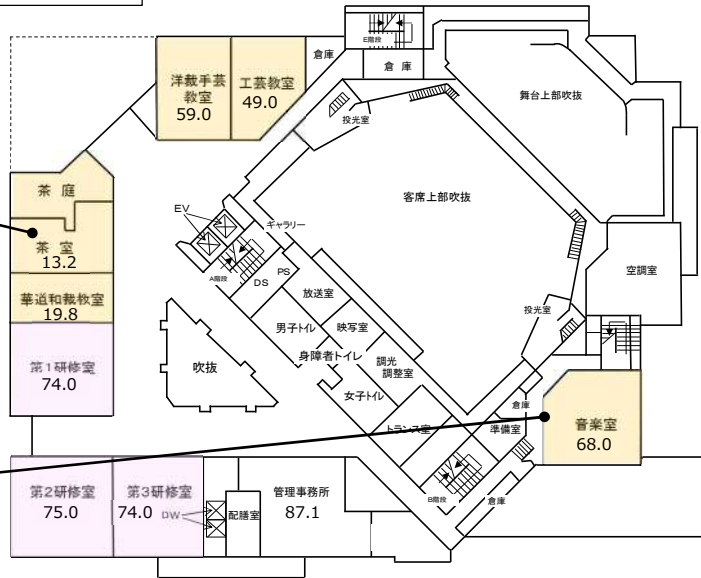 E階段
倉庫
倉 庫
洋裁手芸
教室
59.0
工芸教室
49.0
舞台上部吹抜
投光室
茶 庭
客席上部吹抜
EV
ギャラリー
茶 室
13.2
空調室
A階段
DS
PS
放送室
華道和裁教室
19.8
投光室
男子トイレ
映写室
身障者トイレ
調光
調整室
吹抜
第1研修室
74.0
女子トイレ
倉庫
トランス室
準備室
音楽室
68.0
第2研修室
75.0
第3研修室
74.0
DW
配膳室
管理事務所
87.1
B階段
倉庫